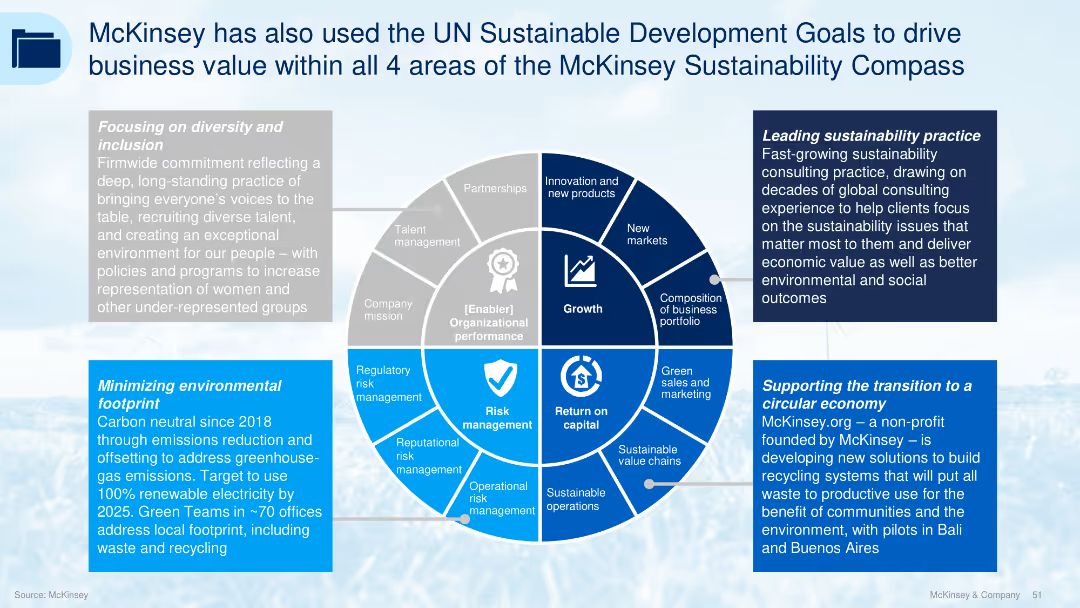 McKinsey has also used the UN Sustainable Development Goals to drive
business value within all 4 areas of the McKinsey Sustainability Compass
Focusing on diversity and
inclusion
Firmwide commitment reflecting a
deep, long-standing practice of
bringing everyone's voices to the
table, recruiting diverse talent,
and creating an exceptional
environment for our people – with
policies and programs to increase
representation of women and
other under-represented groups
Leading sustainability practice
Fast-growing sustainability
consulting practice, drawing on
decades of global consulting
experience to help clients focus
on the sustainability issues that
matter most to them and deliver
economic value as well as better
environmental and social
outcomes
Partnerships
Talent
management
Company
mission
[Enabler]
Organizational
performance
Innovation and
new products
New
markets
Composition
of business
portfolio
Growth
Regulatory
risk
management
Reputational
risk
management
Operational
risk
management
Risk
management
Return on
capital
Green
sales and
marketing
Sustainable
value chains
Sustainable
operations
Minimizing environmental
footprint
Carbon neutral since 2018
through emissions reduction and
offsetting to address greenhouse-
gas emissions. Target to use
100% renewable electricity by
2025. Green Teams in ~70 offices
address local footprint, including
waste and recycling
Supporting the transition to a
circular economy
McKinsey.org – a non-profit
founded by McKinsey – is
developing new solutions to build
recycling systems that will put all
waste to productive use for the
benefit of communities and the
environment, with pilots in Bali
and Buenos Aires
Source: McKinsey
McKinsey & Company 51